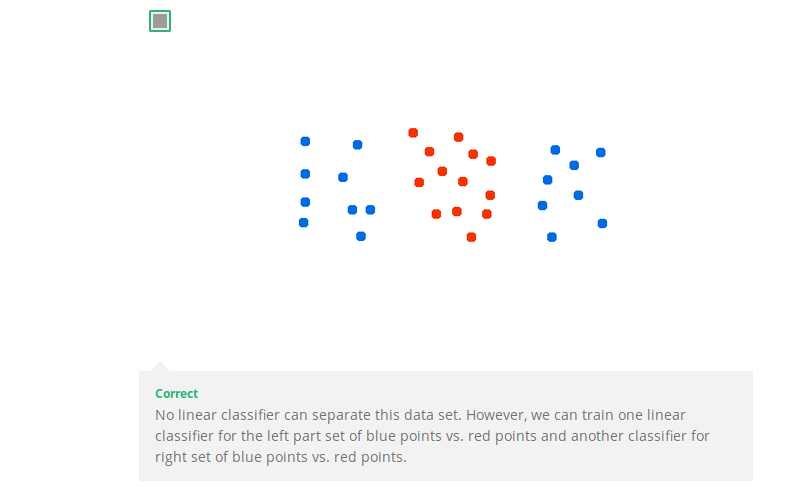 Correct
No linear classifier can separate this data set. However, we can train one linear
classifier for the left part set of blue points vs. red points and another classifier for
right set of blue points vs. red points.